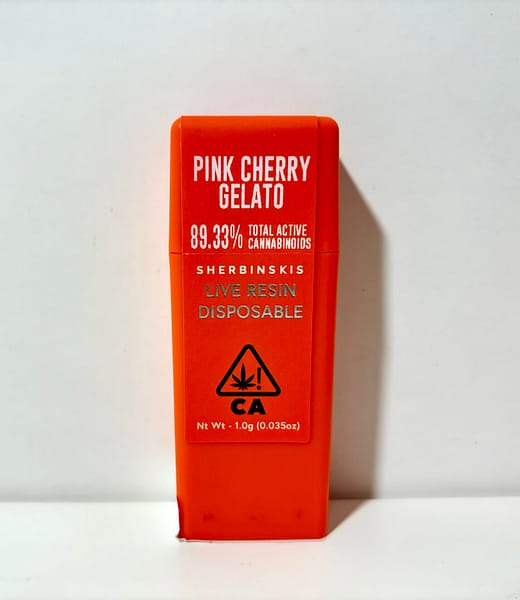 PINK CHERRY
GELATO
89.33% TOTAL ACTIVE
CANNABINOIDS
SHERBINSKIS
LIVE RESIN
DISPOSABLE
!
CA
Nt Wt - 1.0g (0.035oz)